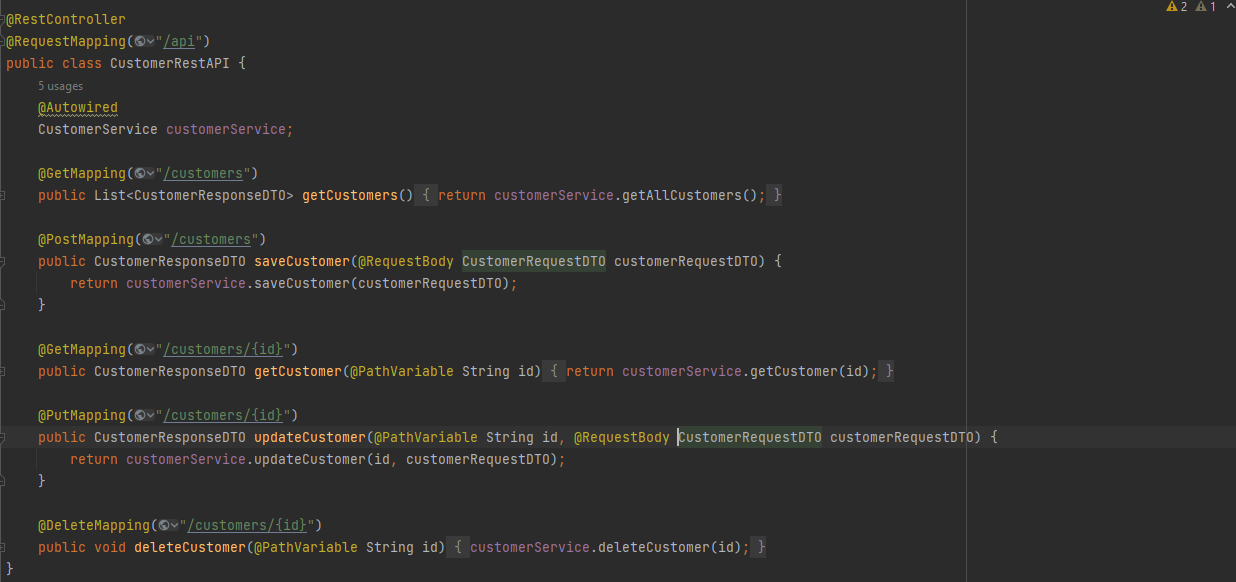 2 1
@RestController
@RequestMapping("/api")
public class CustomerRestAPI {
5 usages
@Autowired
CustomerService customerService;
@GetMapping("/customers")
public List<CustomerResponseDTO> getCustomers() { return customerService.getAllCustomers(); }
@PostMapping("/customers")
public CustomerResponseDTO saveCustomer(@RequestBody CustomerRequestDTO customerRequestDTO) {
return customerService.saveCustomer(customerRequestDTO);
}
@GetMapping("/customers/{id}")
public CustomerResponseDTO getCustomer(@PathVariable String id) { return customerService.getCustomer(id); }
@PutMapping("/customers/{id}")
public CustomerResponseDTO updateCustomer(@PathVariable String id, @RequestBody CustomerRequestDTO customerRequestDTO) {
return customerService.updateCustomer(id, customerRequestDTO);
}
@DeleteMapping("/customers/{id}")
public void deleteCustomer(@PathVariable String id) { customerService.deleteCustomer(id); }
}